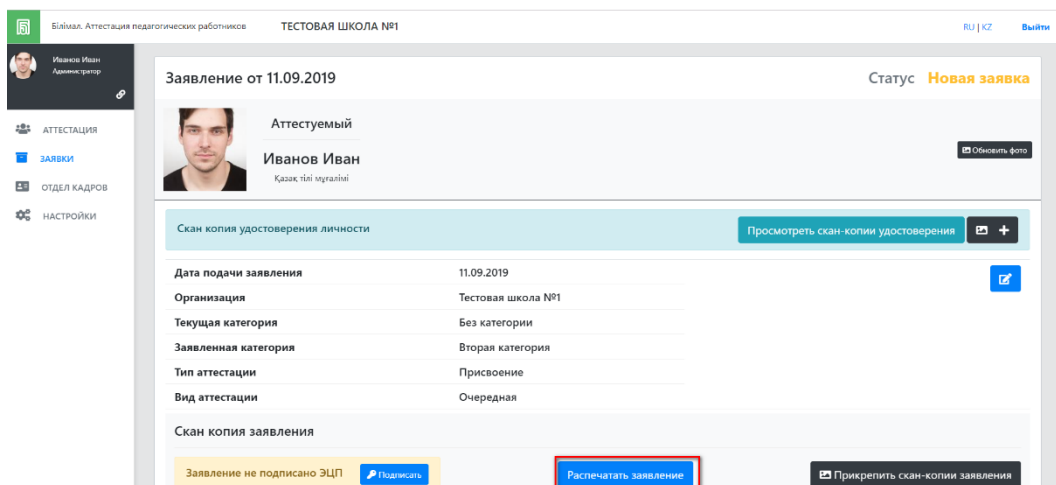 Білімал. Аттестация педагогических работников ТЕСТОВАЯ ШКОЛА №1 RU | KZ Выйти
Иванов Иван
Администратор
Заявление от 11.09.2019 Статус Новая заявка
АТТЕСТАЦИЯ
ЗАЯВКИ
ОТДЕЛ КАДРОВ
НАСТРОЙКИ
Аттестуемый
Иванов Иван
Қазақ тілі мұғалімі
Обновить фото
Скан копия удостоверения личности Просмотреть скан-копии удостоверения
Дата подачи заявления 11.09.2019
Организация Тестовая школа №1
Текущая категория Без категории
Заявленная категория Вторая категория
Тип аттестации Присвоение
Вид аттестации Очередная
Скан копия заявления
Заявление не подписано ЭЦП Подписать Распечатать заявление Прикрепить скан-копии заявления